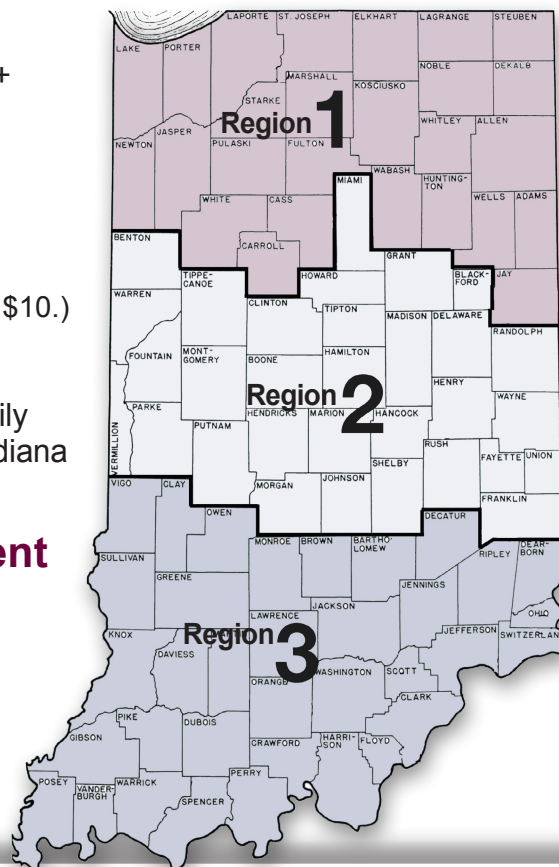 +
$10.)
ily
diana
ent
LAPORTE ST. JOSEPH ELKHART LAGRANGE STEUBEN
LAKE PORTER
NOBLE DEKALB
MARSHALL
KOSCIUSKO
STARKE
Region 1
WHITLEY ALLEN
JASPER
NEWTON PULASKI FULTON
WABASH
MIAMI HUNTING-
TON
WHITE CASS
WELLS ADAMS
CARROLL
BENTON
GRANT
TIPPE-
CANOE
HOWARD
BLACK-
FORD
JAY
WARREN
CLINTON
TIPTON
MADISON DELAWARE
RANDOLPH
FOUNTAIN
MONT-
GOMERY
BOONE
HAMILTON
HENRY
Region 2
WAYNE
PARKE
PUTNAM
HENDRICKS MARION HANCOCK
VERMILLION
RUSH
FAYETTE UNION
SHELBY
MORGAN JOHNSON
FRANKLIN
VIGO CLAY
OWEN
DECATUR
MONROE BROWN BARTHO-
LOMEW
DEAR-
BORN
RIPLEY
SULLIVAN
GREENE
JENNINGS
JACKSON
LAWRENCE
OHIO
KNOX
Region 3
JEFFERSON SWITZERLAN
DAVIESS
WASHINGTON SCOTT
CLARK
PIKE
DUBOIS
GIBSON
CRAWFORD
HARRI-
SON
FLOYD
POSEY
VANDER-
BURGH
WARRICK
PERRY
SPENCER